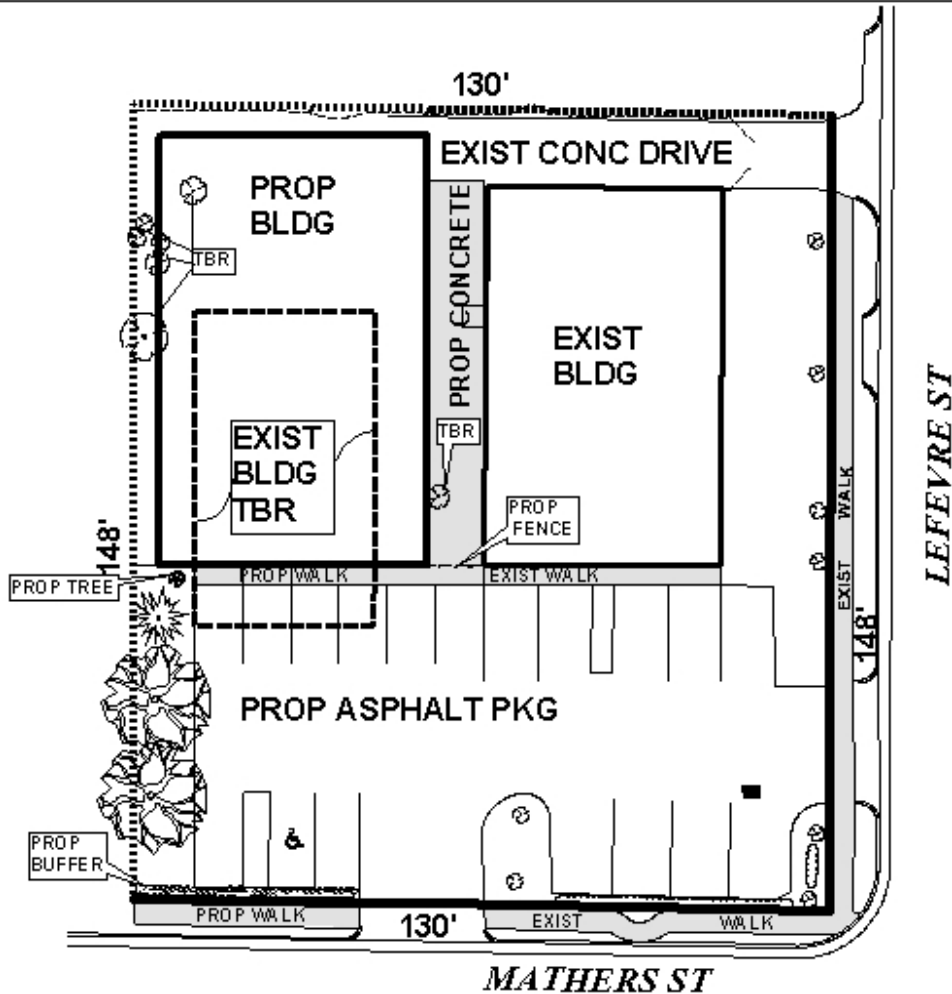 130'
EXIST CONC DRIVE
PROP
BLDG
PROP CONCRETE
TBR
EXIST
BLDG
EXIST
BLDG
TBR
TBR
PROP
FENCE
LEFEVRE ST
EXIST WALK
148'
148'
PROP TREE
PROP WALK
EXIST WALK
PROP ASPHALT PKG
PROP
BUFFER
PROP WALK
130'
EXIST WALK
MATHERS ST